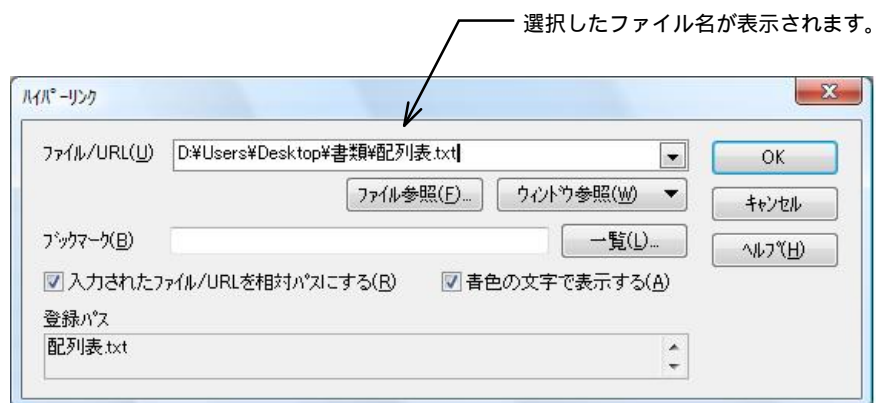 選択したファイル名が表示されます。
ﾊｲﾊﾟｰﾘﾝｸ
ﾌｧｲﾙ/URL(U) D:¥Users¥Desktop¥書類¥配列表.txt OK
ﾌｧｲﾙ参照(F)... ｳｨﾝﾄﾞｳ参照(W) ｷｬﾝｾﾙ
ﾌﾞｯｸﾏｰｸ(B) 一覧(L)... ﾍﾙﾌﾟ(H)
入力されたﾌｧｲﾙ/URLを相対ﾊﾟｽにする(R) 青色の文字で表示する(A)
登録ﾊﾟｽ
配列表.txt